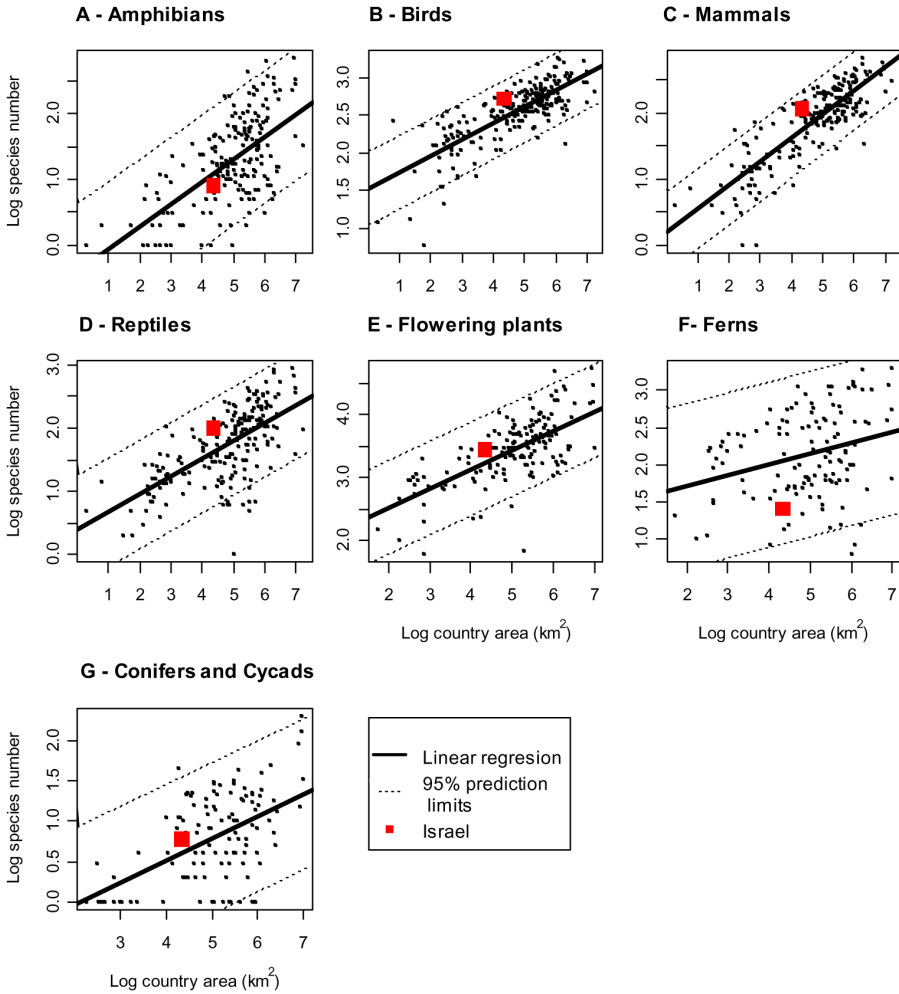 A - Amphibians
B - Birds
C - Mammals
Log species number
0.0 1.0 2.0
1 2 3 4 5 6 7
1.0 1.5 2.0 2.5 3.0
1 2 3 4 5 6 7
0.0 1.0 2.0
1 2 3 4 5 6 7
D - Reptiles
E - Flowering plants
F- Ferns
Log species number
0.0 1.0 2.0 3.0
1 2 3 4 5 6 7
2.0 3.0 4.0
2 3 4 5 6 7
Log country area (km²)
1.0 1.5 2.0 2.5 3.0
2 3 4 5 6 7
Log country area (km²)
G - Conifers and Cycads
Log species number
0.0 0.5 1.0 1.5 2.0
3 4 5 6 7
Log country area (km²)
Linear regresion
95% prediction
limits
Israel